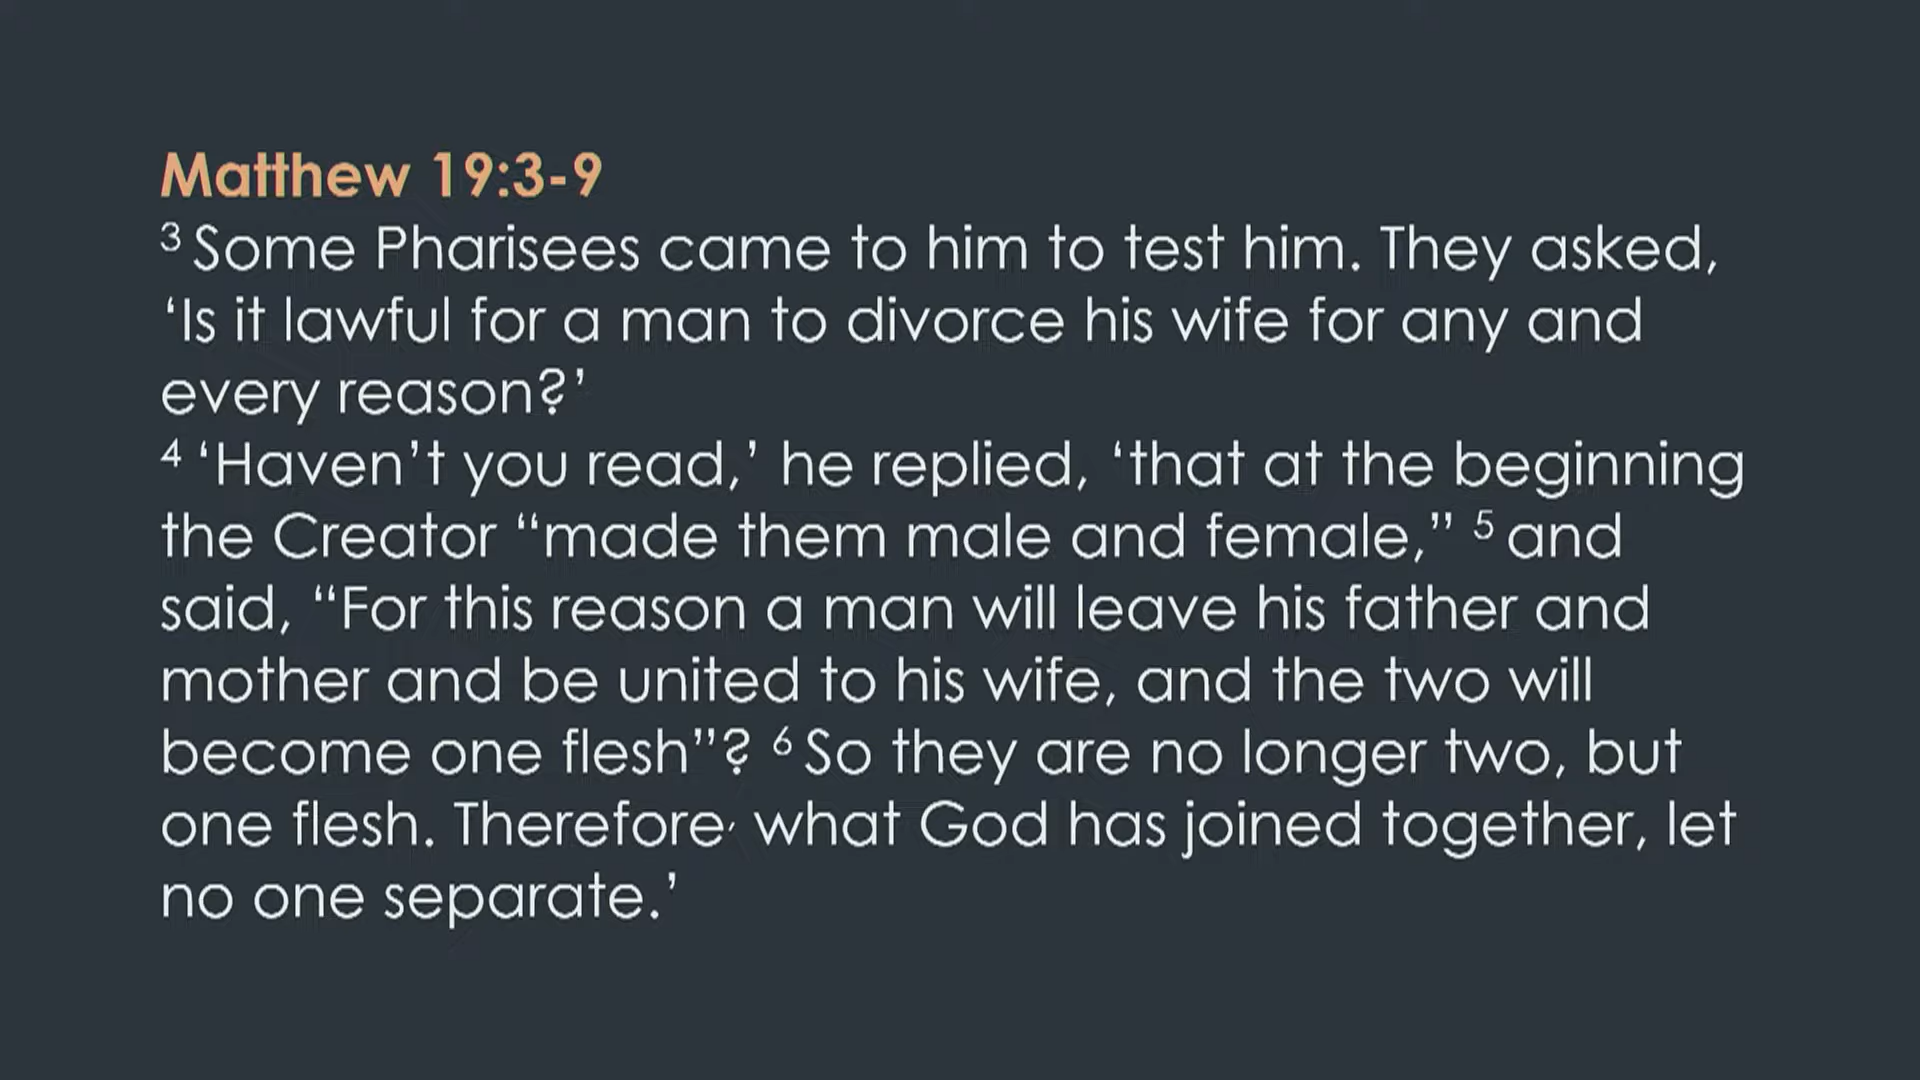 Matthew 19:3-9
³ Some Pharisees came to him to test him. They asked,
‘Is it lawful for a man to divorce his wife for any and
every reason?’
⁴ ‘Haven’t you read,’ he replied, ‘that at the beginning
the Creator “made them male and female,” ⁵ and
said, “For this reason a man will leave his father and
mother and be united to his wife, and the two will
become one flesh”? ⁶ So they are no longer two, but
one flesh. Therefore, what God has joined together, let
no one separate.’